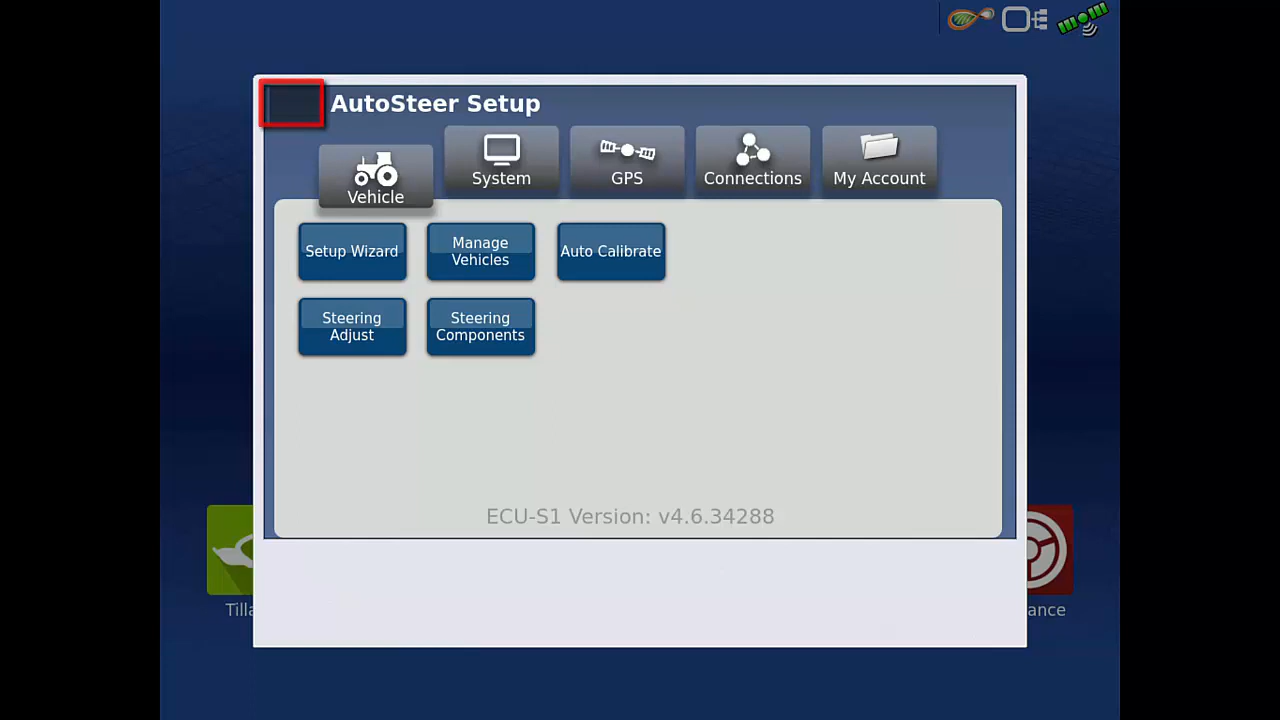 AutoSteer Setup
Vehicle
System
GPS
Connections
My Account
Setup Wizard
Manage
Vehicles
Auto Calibrate
Steering
Adjust
Steering
Components
ECU-S1 Version: v4.6.34288
Tilla
ance